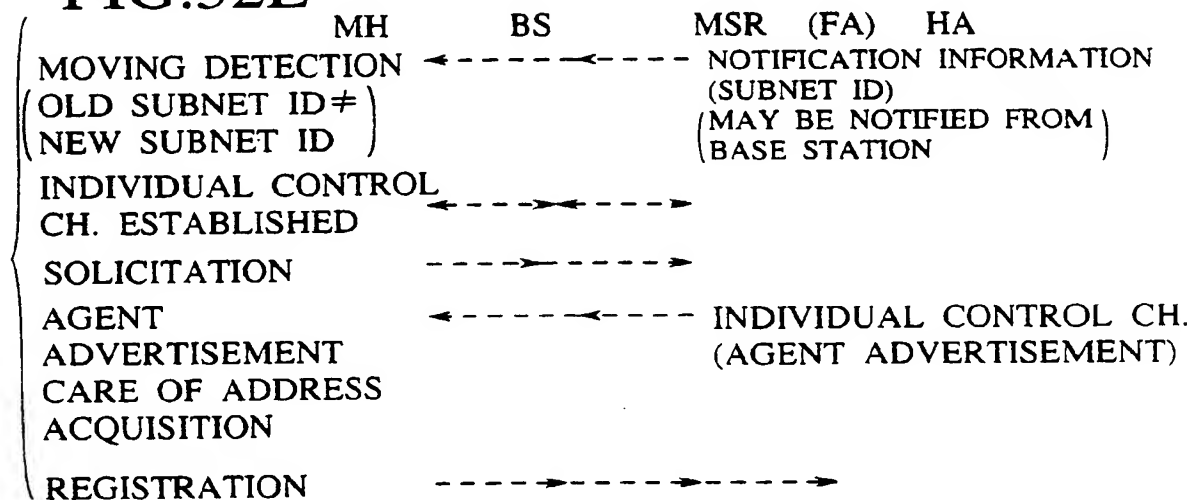 FIG.32E
MH BS MSR (FA) HA
MOVING DETECTION NOTIFICATION INFORMATION
(OLD SUBNET ID≠ (SUBNET ID)
NEW SUBNET ID) (MAY BE NOTIFIED FROM
BASE STATION)
INDIVIDUAL CONTROL
CH. ESTABLISHED
SOLICITATION
AGENT INDIVIDUAL CONTROL CH.
ADVERTISEMENT (AGENT ADVERTISEMENT)
CARE OF ADDRESS
ACQUISITION
REGISTRATION